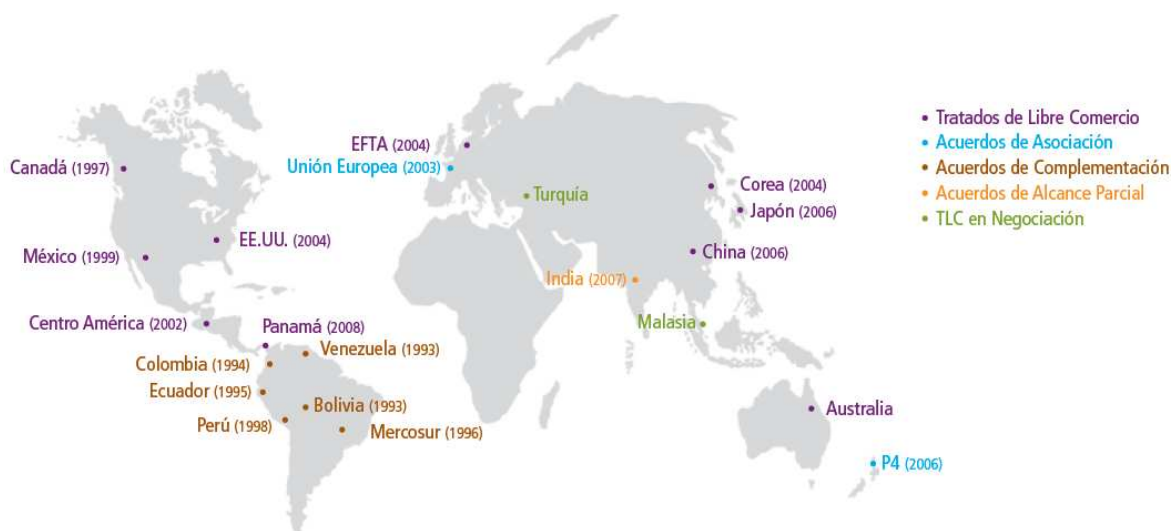 EFTA (2004)
Canadá (1997)
Unión Europea (2003)
Turquía
Corea (2004)
Japón (2006)
EE.UU. (2004)
México (1999)
China (2006)
India (2007)
Centro América (2002)
Panamá (2008)
Malasia
Venezuela (1993)
Colombia (1994)
Ecuador (1995)
Bolivia (1993)
Perú (1998)
Mercosur (1996)
Australia
P4 (2006)
• Tratados de Libre Comercio
• Acuerdos de Asociación
• Acuerdos de Complementación
• Acuerdos de Alcance Parcial
• TLC en Negociación